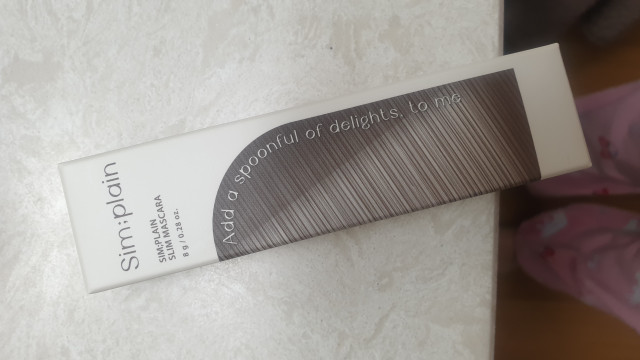 Sim;plain
SIM;PLAIN
SLIM MASCARA
8 g / 0.28 oz.
Add a spoonful of delights, to me